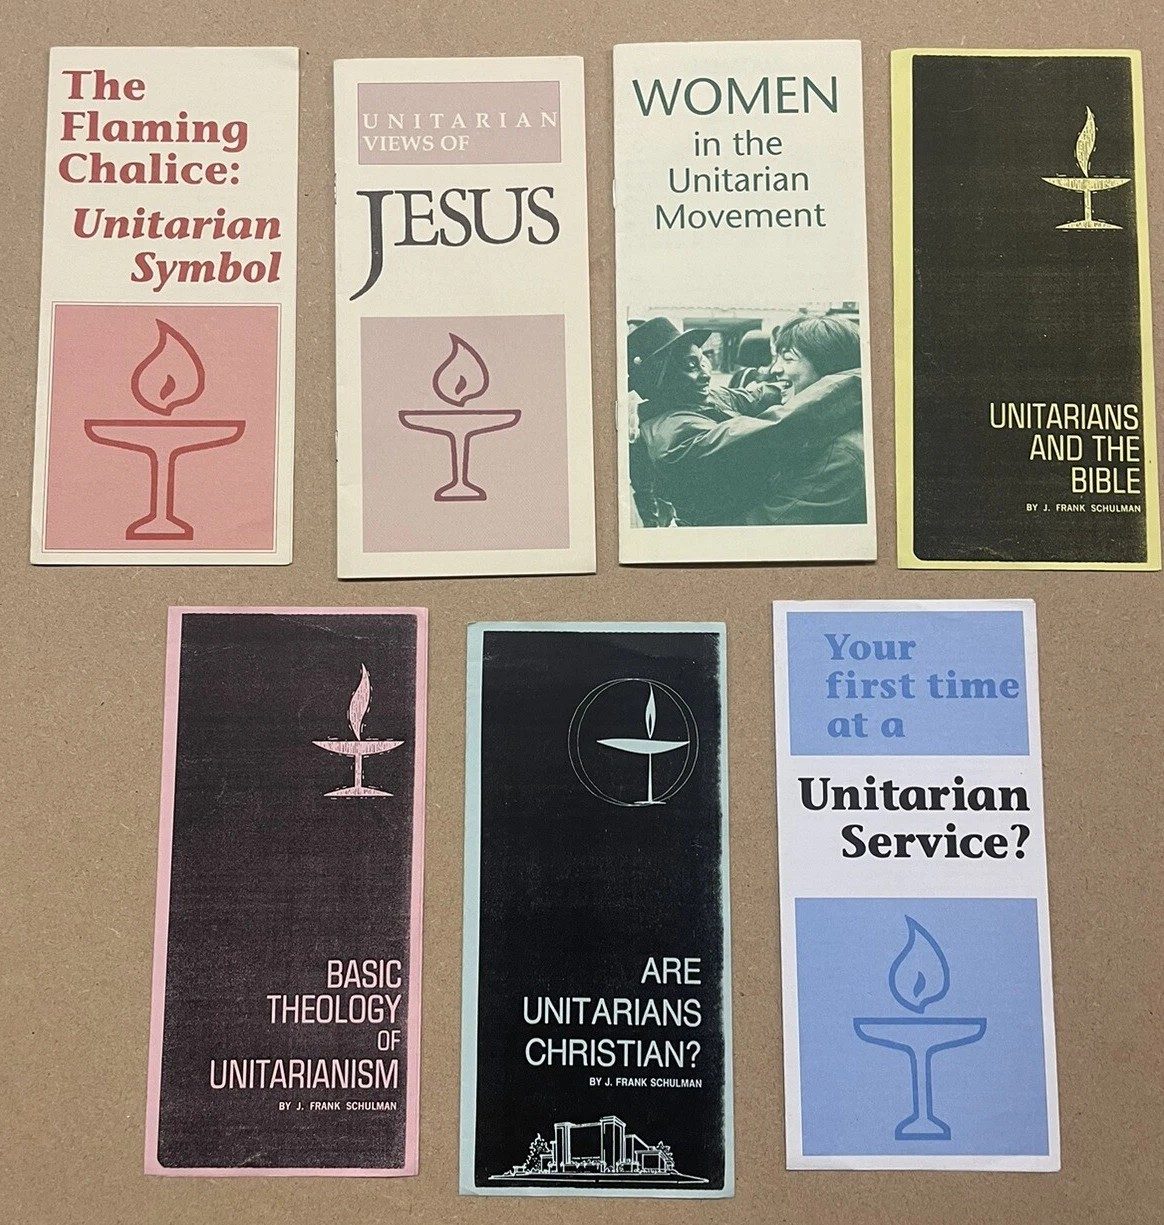 The
Flaming
Chalice:
Unitarian
Symbol
UNITARIAN
VIEWS OF
JESUS
WOMEN
in the
Unitarian
Movement
UNITARIANS
AND THE
BIBLE
BY J. FRANK SCHULMAN
BASIC
THEOLOGY
OF
UNITARIANISM
BY J. FRANK SCHULMAN
ARE
UNITARIANS
CHRISTIAN?
BY J. FRANK SCHULMAN
Your
first time
at a
Unitarian
Service?